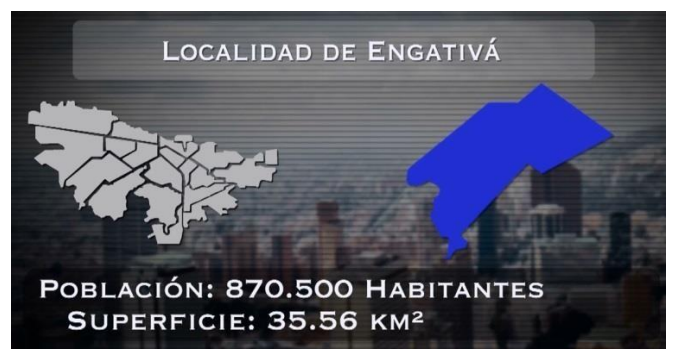 Localidad de Engativá
Población: 870.500 Habitantes
Superficie: 35.56 km²